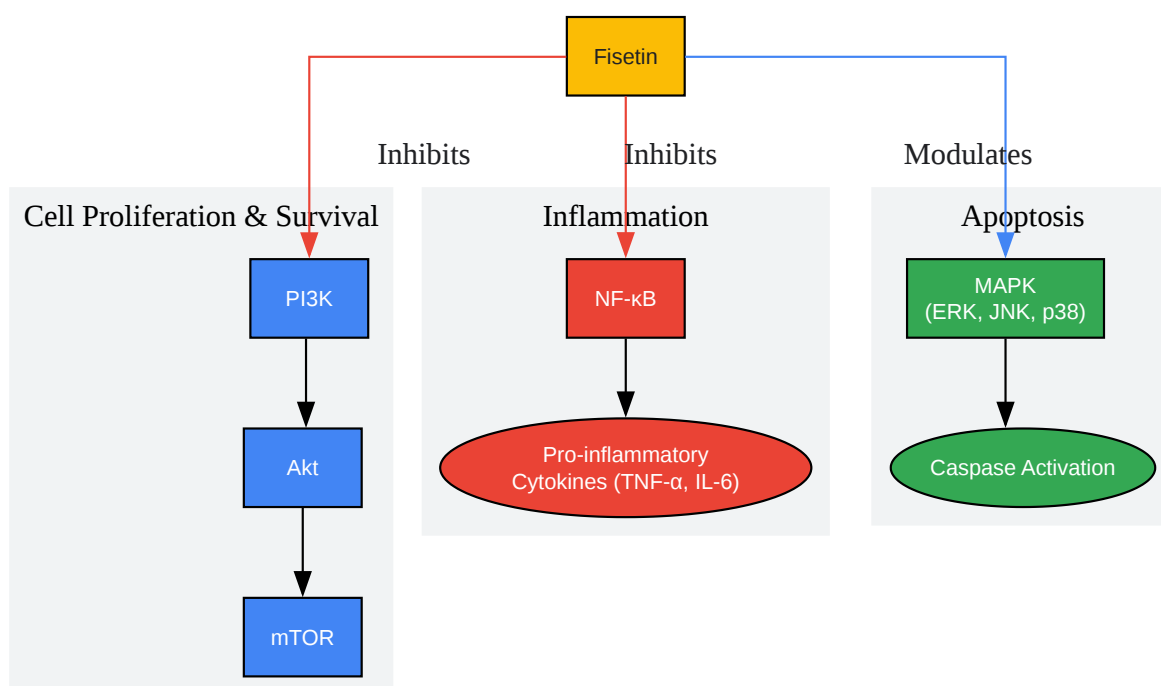 Fisetin
Inhibits
Inhibits
Modulates
Cell Proliferation & Survival
Inflammation
Apoptosis
PI3K
NF-κB
MAPK
(ERK, JNK, p38)
Akt
Pro-inflammatory
Cytokines (TNF-α, IL-6)
Caspase Activation
mTOR